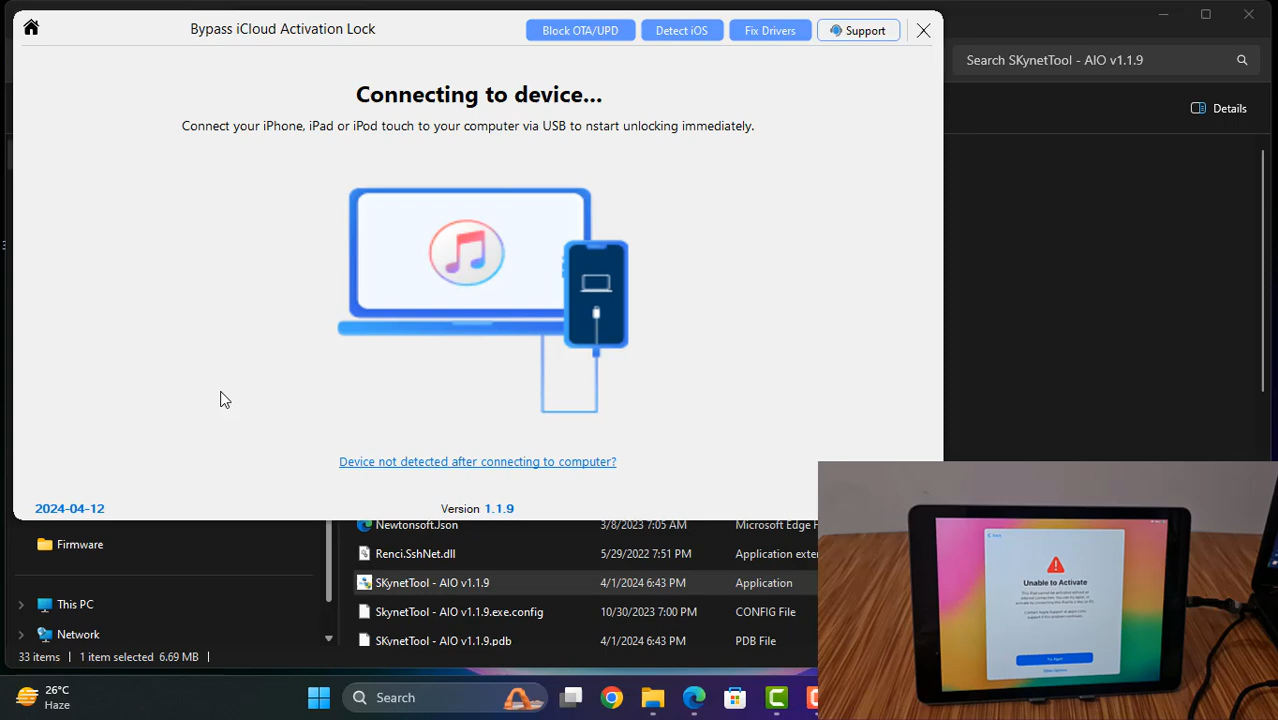 Bypass iCloud Activation Lock
Block OTA/UPD
Detect iOS
Fix Drivers
Support
Search SKynetTool - AIO v1.1.9
Details
Connecting to device...
Connect your iPhone, iPad or iPod touch to your computer via USB to nstart unlocking immediately.
Device not detected after connecting to computer?
2024-04-12
Version 1.1.9
Newtonsoft.Json 3/8/2023 7:05 AM Microsoft Edge
Firmware
Renci.SshNet.dll 5/29/2022 7:51 PM Application exten
SKynetTool - AIO v1.1.9 4/1/2024 6:43 PM Application
This PC
SKynetTool - AIO v1.1.9.exe.config 10/30/2023 7:00 PM CONFIG File
Network
SKynetTool - AIO v1.1.9.pdb 4/1/2024 6:43 PM PDB File
33 items 1 item selected 6.69 MB
Unable to Activate
Try Again
26°C
Haze
Search